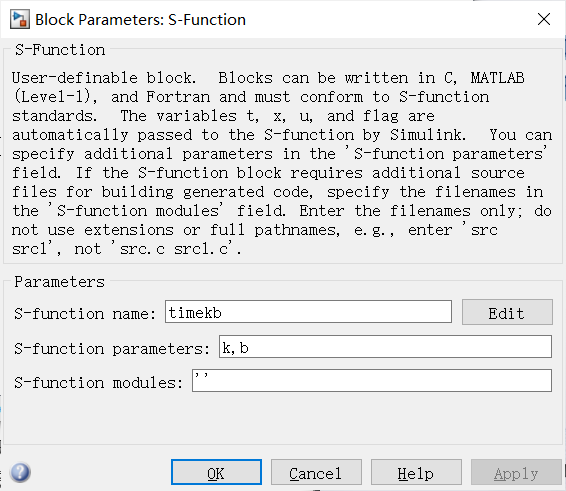 Block Parameters: S-Function
S-Function
User-definable block.  Blocks can be written in C, MATLAB
(Level-1), and Fortran and must conform to S-function
standards.  The variables t, x, u, and flag are
automatically passed to the S-function by Simulink.  You can
specify additional parameters in the 'S-function parameters'
field. If the S-function block requires additional source
files for building generated code, specify the filenames in
the 'S-function modules' field. Enter the filenames only; do
not use extensions or full pathnames, e.g., enter 'src
src1', not 'src.c src1.c'.
Parameters
S-function name: timekb Edit
S-function parameters: k,b
S-function modules: ''
? OK Cancel Help Apply